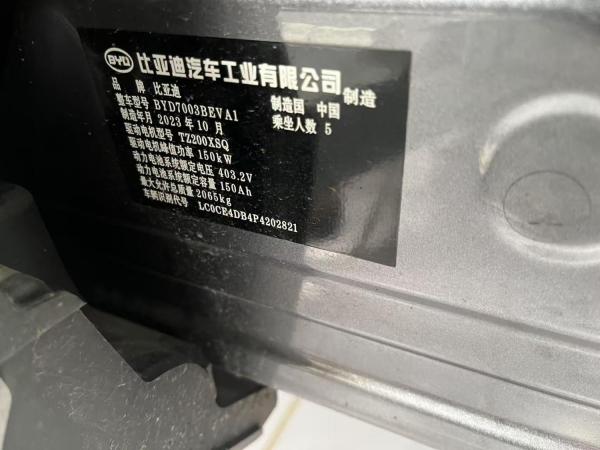 BYD 比亚迪汽车工业有限公司 制造
品 牌 比亚迪
整车型号 BYD7003BEVA1 制造国 中国
制造年月 2023 年 10 月 乘坐人数 5
驱动电机型号 TZ200XSQ
驱动电机峰值功率 150kW
动力电池系统额定电压 403.2V
动力电池系统额定容量 150Ah
最大允许总质量 2065kg
车辆识别代号 LC0CE4DB4P4202821